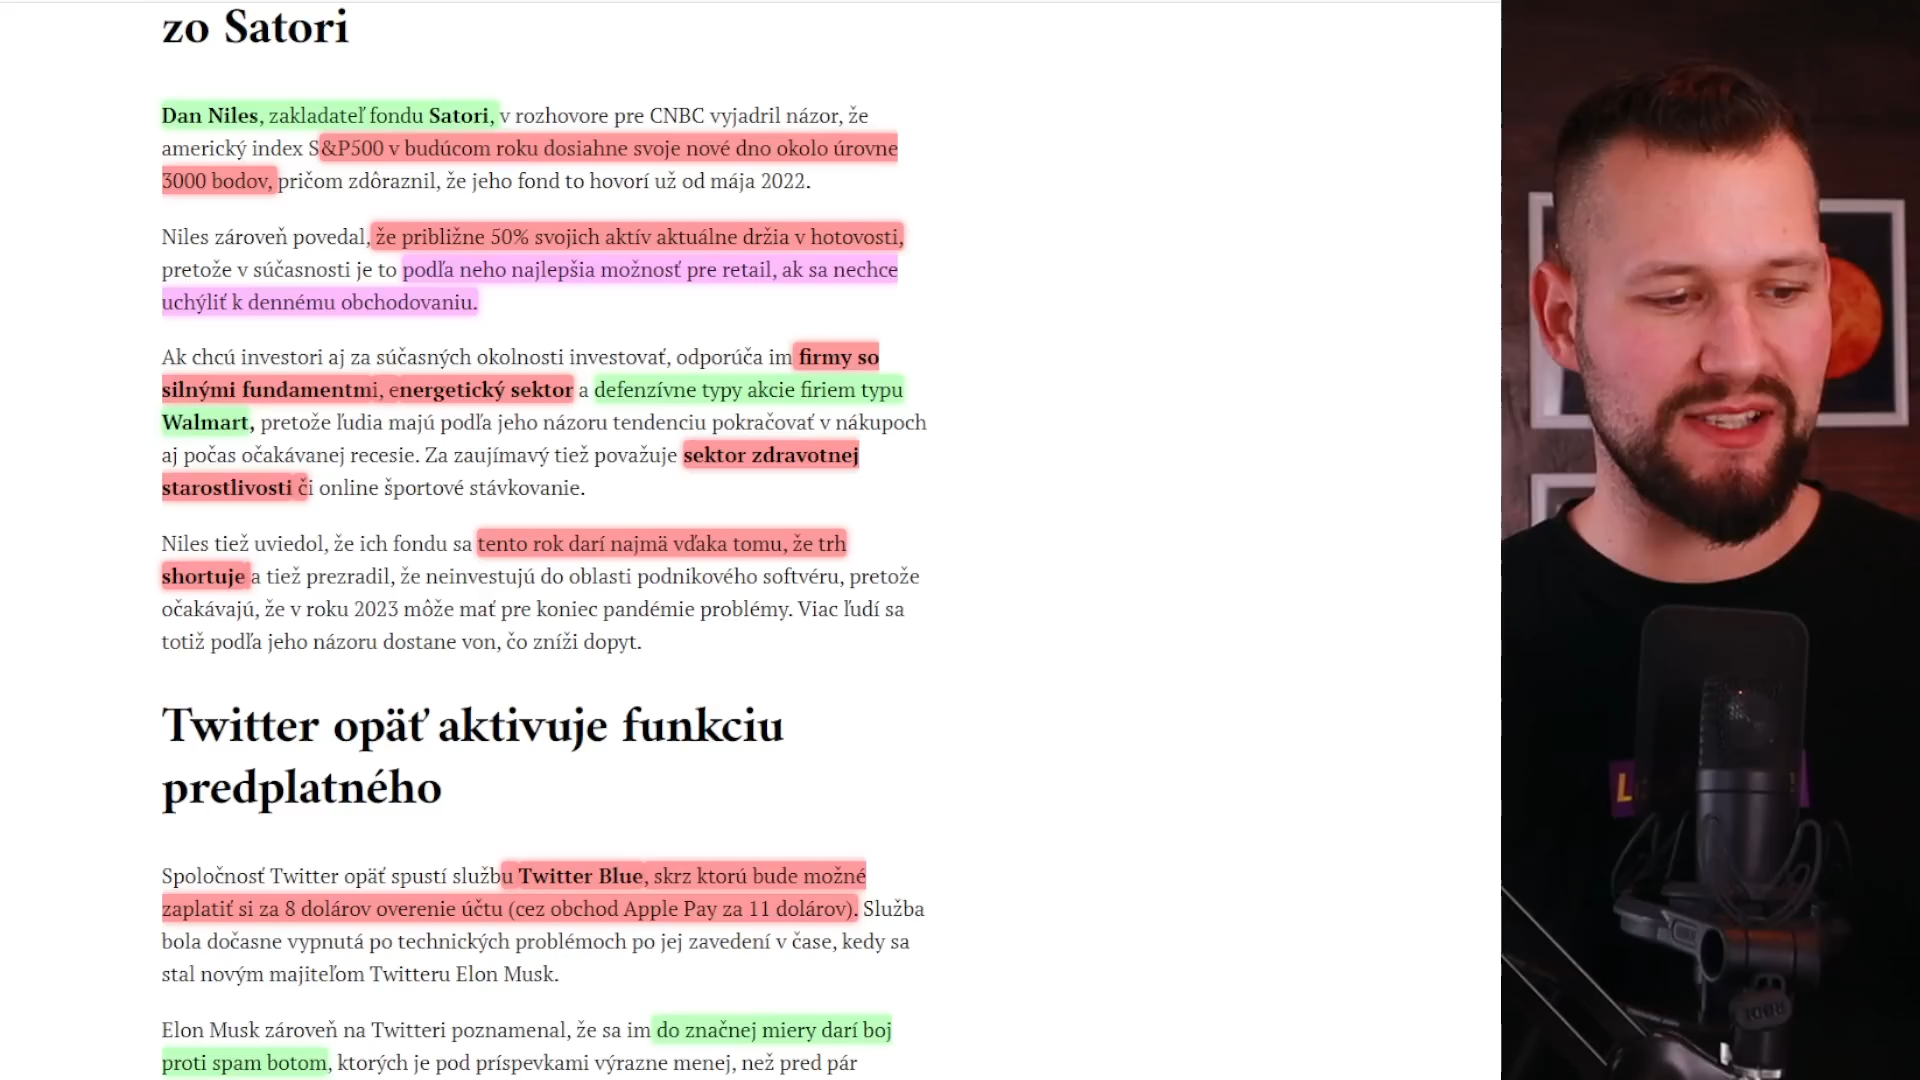 zo Satori
Dan Niles, zakladateľ fondu Satori, v rozhovore pre CNBC vyjadril názor, že
americký index S&P500 v budúcom roku dosiahne svoje nové dno okolo úrovne
3000 bodov, pričom zdôraznil, že jeho fond to hovorí už od mája 2022.
Niles zároveň povedal, že približne 50% svojich aktív aktuálne držia v hotovosti,
pretože v súčasnosti je to podľa neho najlepšia možnosť pre retail, ak sa nechce
uchýliť k dennému obchodovaniu.
Ak chcú investori aj za súčasných okolnosti investovať, odporúča im firmy so
silnými fundamentmi, energetický sektor a defenzívne typy akcie firiem typu
Walmart, pretože ľudia majú podľa jeho názoru tendenciu pokračovať v nákupoch
aj počas očakávanej recesie. Za zaujímavý tiež považuje sektor zdravotnej
starostlivosti či online športové stávkovanie.
Niles tiež uviedol, že ich fondu sa tento rok darí najmä vďaka tomu, že trh
shortuje a tiež prezradil, že neinvestujú do oblasti podnikového softvéru, pretože
očakávajú, že v roku 2023 môže mať pre koniec pandémie problémy. Viac ľudí sa
totiž podľa jeho názoru dostane von, čo zníži dopyt.
Twitter opäť aktivuje funkciu
predplatného
Spoločnosť Twitter opäť spustí službu Twitter Blue, skrz ktorú bude možné
zaplatiť si za 8 dolárov overenie účtu (cez obchod Apple Pay za 11 dolárov). Služba
bola dočasne vypnutá po technických problémoch po jej zavedení v čase, kedy sa
stal novým majiteľom Twitteru Elon Musk.
Elon Musk zároveň na Twitteri poznamenal, že sa im do značnej miery darí boj
proti spam botom, ktorých je pod príspevkami výrazne menej, než pred pár
RØDE